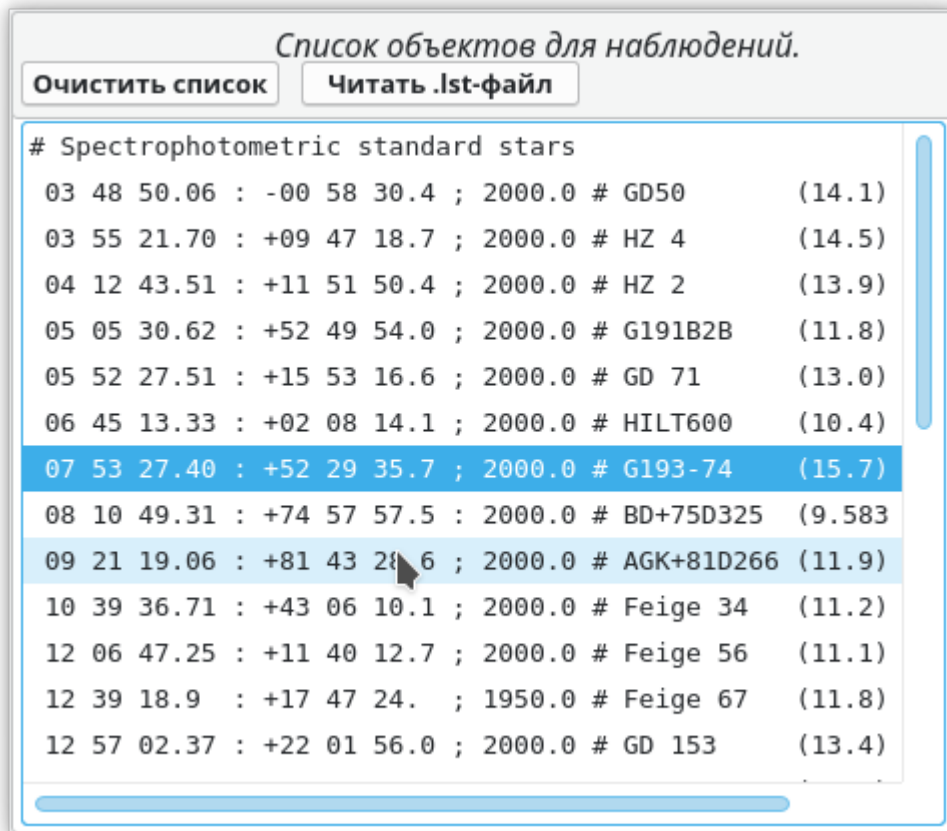 Список объектов для наблюдений.
Очистить список Читать .lst-файл
# Spectrophotometric standard stars
03 48 50.06 : -00 58 30.4 ; 2000.0 # GD50 (14.1)
03 55 21.70 : +09 47 18.7 ; 2000.0 # HZ 4 (14.5)
04 12 43.51 : +11 51 50.4 ; 2000.0 # HZ 2 (13.9)
05 05 30.62 : +52 49 54.0 ; 2000.0 # G191B2B (11.8)
05 52 27.51 : +15 53 16.6 ; 2000.0 # GD 71 (13.0)
06 45 13.33 : +02 08 14.1 ; 2000.0 # HILT600 (10.4)
07 53 27.40 : +52 29 35.7 ; 2000.0 # G193-74 (15.7)
08 10 49.31 : +74 57 57.5 : 2000.0 # BD+75D325 (9.583
09 21 19.06 : +81 43 28.6 ; 2000.0 # AGK+81D266 (11.9)
10 39 36.71 : +43 06 10.1 ; 2000.0 # Feige 34 (11.2)
12 06 47.25 : +11 40 12.7 ; 2000.0 # Feige 56 (11.1)
12 39 18.9 : +17 47 24. ; 1950.0 # Feige 67 (11.8)
12 57 02.37 : +22 01 56.0 ; 2000.0 # GD 153 (13.4)